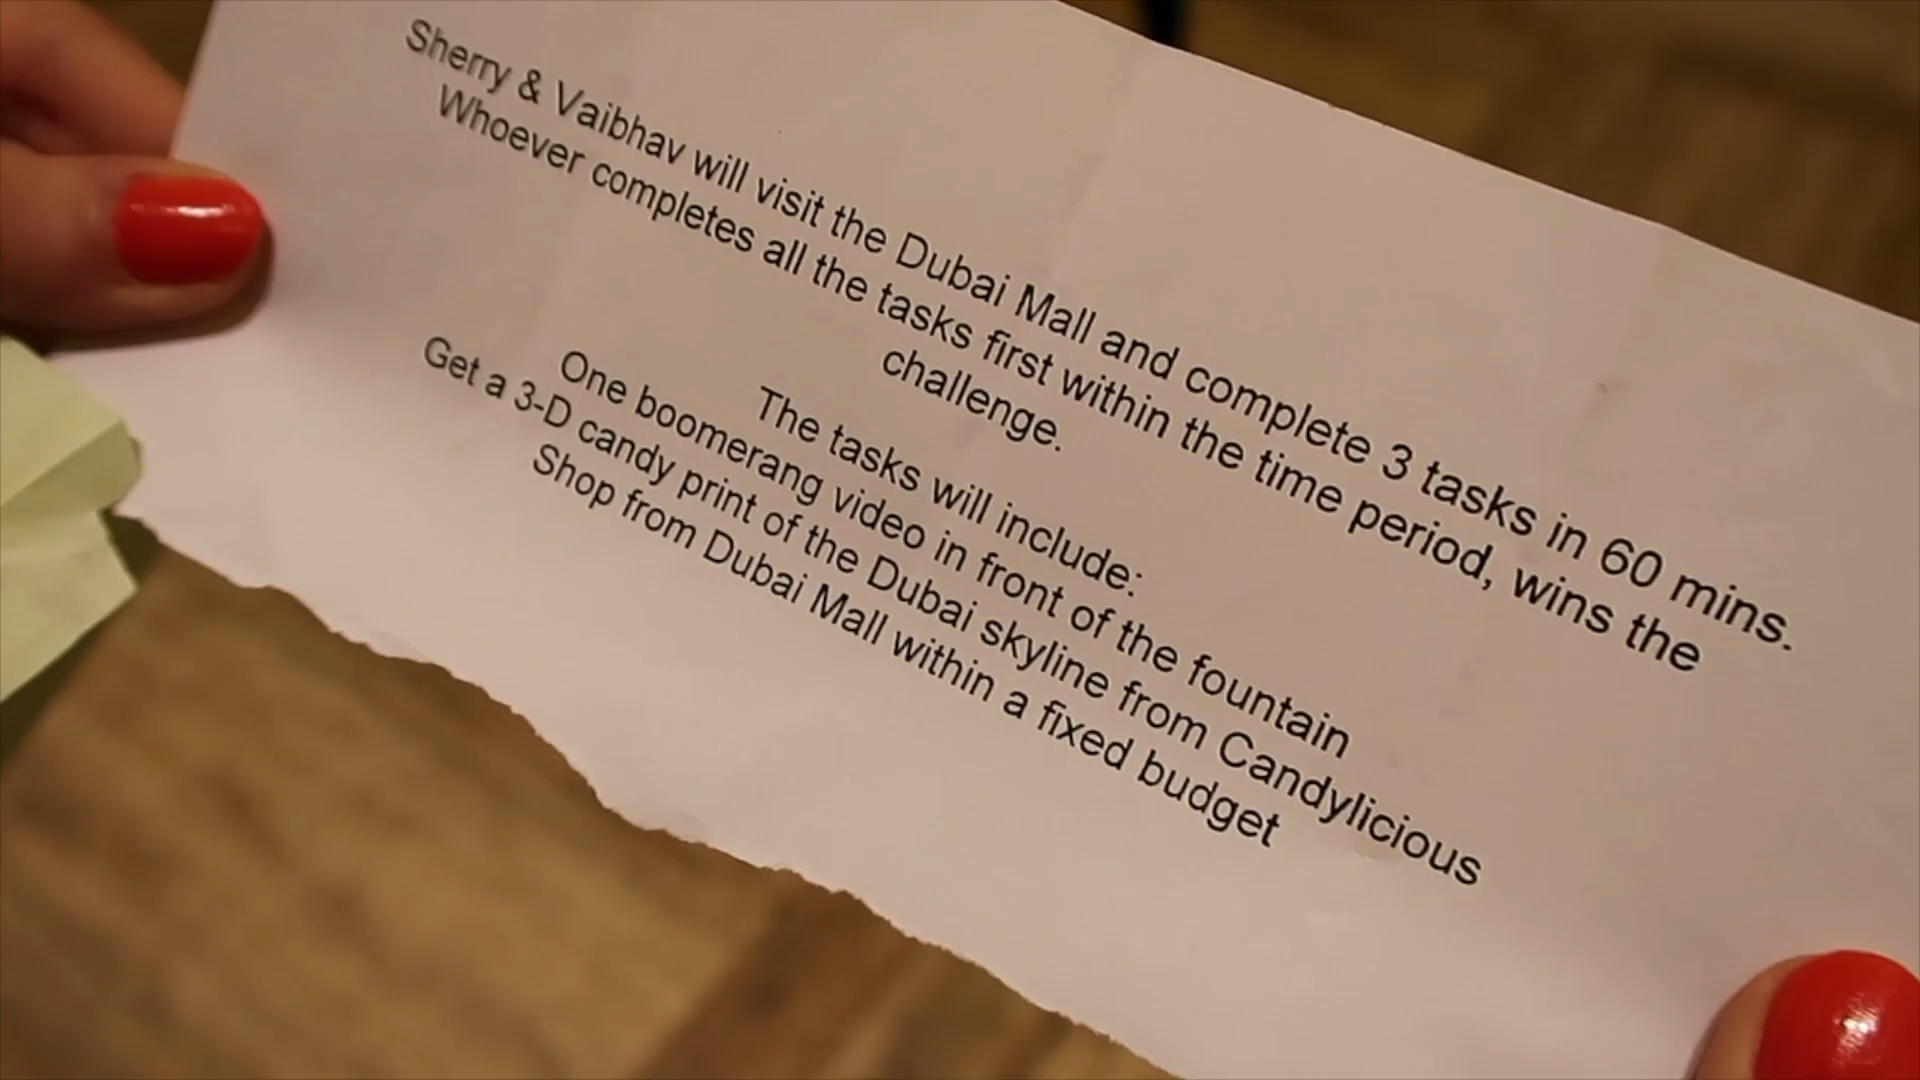 Sherry & Vaibhav will visit the Dubai Mall and complete 3 tasks in 60 mins.
Whoever completes all the tasks first within the time period, wins the
challenge.
The tasks will include:
One boomerang video in front of the fountain
Get a 3-D candy print of the Dubai skyline from Candylicious
Shop from Dubai Mall within a fixed budget